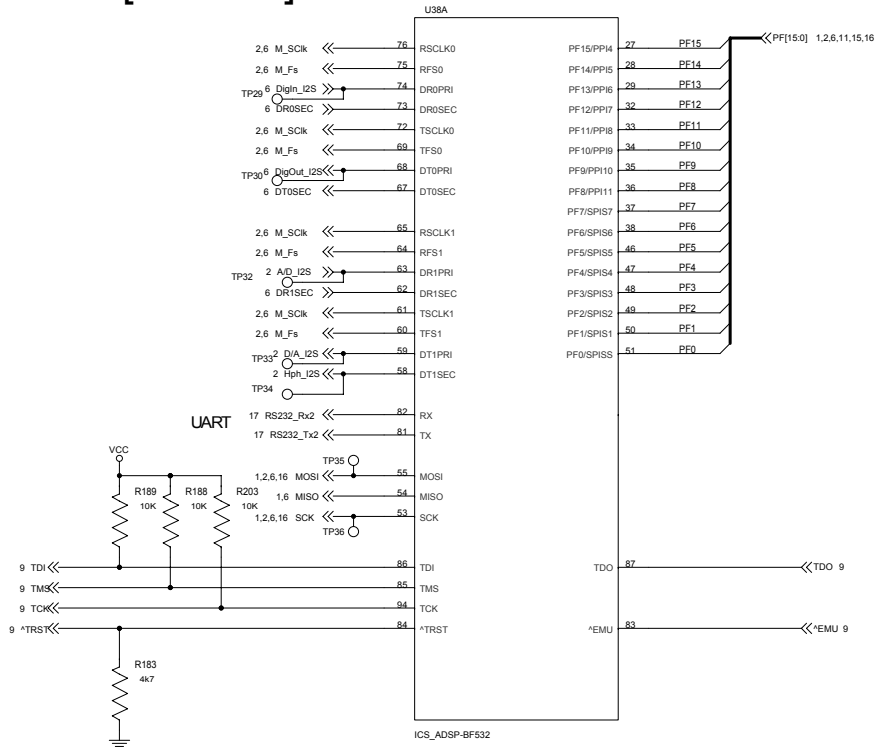 U38A
2,6 M_SClk 76 RSCLK0 PF15/PPI4 27 PF15 PF[15:0] 1,2,6,11,15,16
2,6 M_Fs 75 RFS0 PF14/PPI5 28 PF14
TP29 6 DigIn_I2S 74 DR0PRI PF13/PPI6 29 PF13
6 DR0SEC 73 DR0SEC PF12/PPI7 32 PF12
2,6 M_SClk 72 TSCLK0 PF11/PPI8 33 PF11
2,6 M_Fs 69 TFS0 PF10/PPI9 34 PF10
TP30 6 DigOut_I2S 68 DT0PRI PF9/PPI10 35 PF9
6 DT0SEC 67 DT0SEC PF8/PPI11 36 PF8
PF7/SPIS7 37 PF7
2,6 M_SClk 65 RSCLK1 PF6/SPIS6 38 PF6
2,6 M_Fs 64 RFS1 PF5/SPIS5 46 PF5
TP32 2 A/D_I2S 63 DR1PRI PF4/SPIS4 47 PF4
6 DR1SEC 62 DR1SEC PF3/SPIS3 48 PF3
2,6 M_SClk 61 TSCLK1 PF2/SPIS2 49 PF2
2,6 M_Fs 60 TFS1 PF1/SPIS1 50 PF1
TP33 2 D/A_I2S 59 DT1PRI PF0/SPISS 51 PF0
2 Hph_I2S 58 DT1SEC
TP34
UART
17 RS232_Rx2 82 RX
17 RS232_Tx2 81 TX
VCC
TP35
1,2,6,16 MOSI 55 MOSI
R189 R188 R203 1,6 MISO 54 MISO
10K 10K 10K 1,2,6,16 SCK 53 SCK
TP36
9 TDI 86 TDI TDO 87 TDO 9
9 TMS 85 TMS
9 TCK 94 TCK
9 ^TRST 84 ^TRST ^EMU 83 ^EMU 9
R183
4k7
ICS_ADSP-BF532